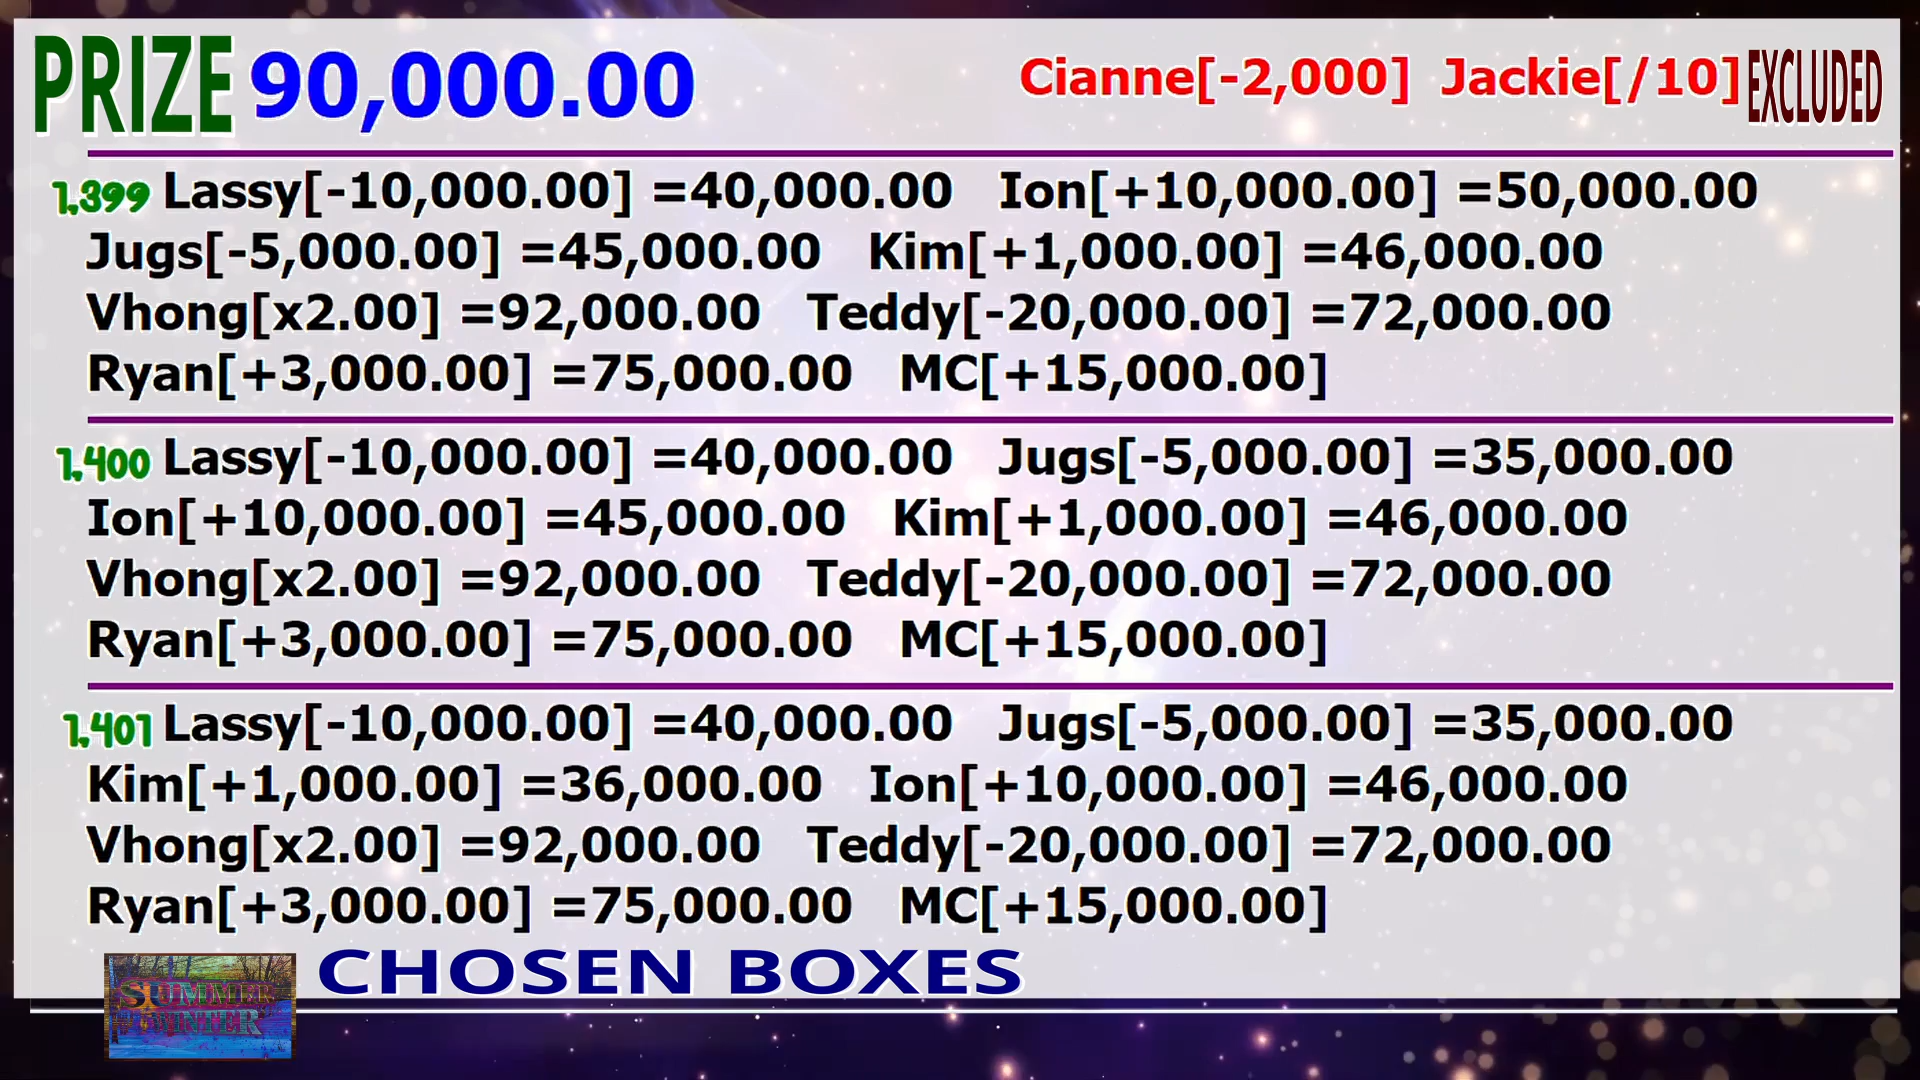 PRIZE 90,000.00 Cianne[-2,000] Jackie[/10] EXCLUDED
1,399 Lassy[-10,000.00] =40,000.00 Ion[+10,000.00] =50,000.00
Jugs[-5,000.00] =45,000.00 Kim[+1,000.00] =46,000.00
Vhong[x2.00] =92,000.00 Teddy[-20,000.00] =72,000.00
Ryan[+3,000.00] =75,000.00 MC[+15,000.00]
1,400 Lassy[-10,000.00] =40,000.00 Jugs[-5,000.00] =35,000.00
Ion[+10,000.00] =45,000.00 Kim[+1,000.00] =46,000.00
Vhong[x2.00] =92,000.00 Teddy[-20,000.00] =72,000.00
Ryan[+3,000.00] =75,000.00 MC[+15,000.00]
1,401 Lassy[-10,000.00] =40,000.00 Jugs[-5,000.00] =35,000.00
Kim[+1,000.00] =36,000.00 Ion[+10,000.00] =46,000.00
Vhong[x2.00] =92,000.00 Teddy[-20,000.00] =72,000.00
Ryan[+3,000.00] =75,000.00 MC[+15,000.00]
CHOSEN BOXES
SUMMER
WINTER